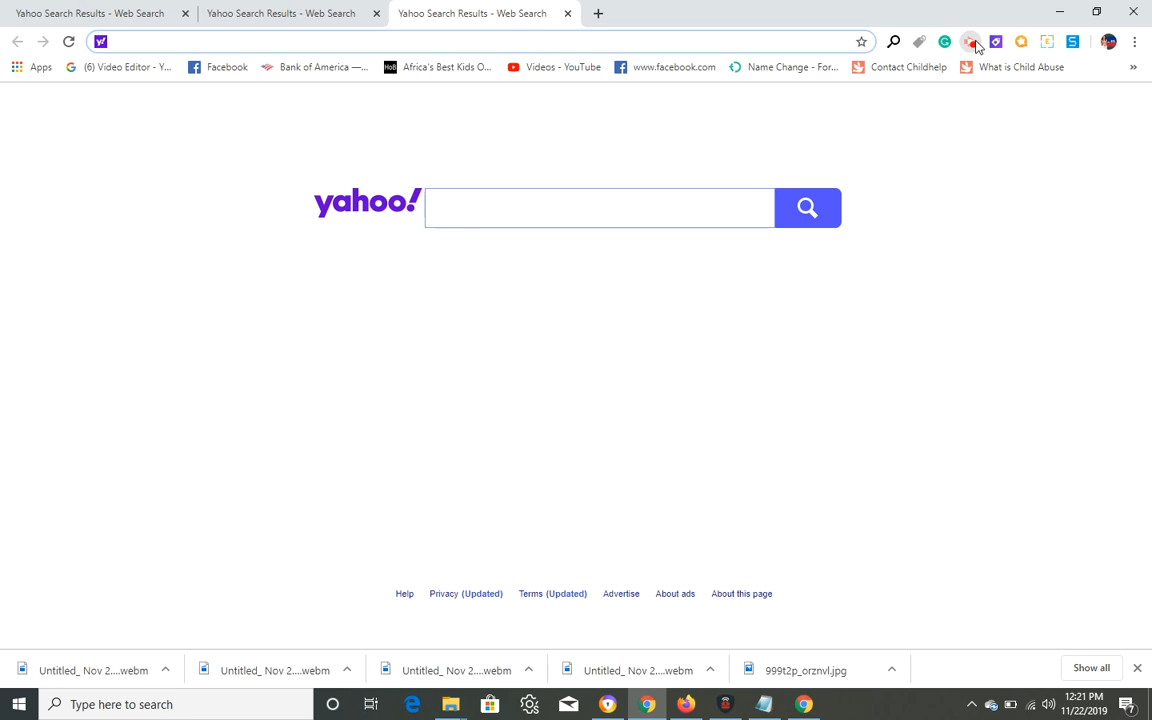 Yahoo Search Results - Web Search
Yahoo Search Results - Web Search
Yahoo Search Results - Web Search
y!
Apps
(6) Video Editor - Y...
Facebook
Bank of America —...
HoB
Africa's Best Kids O...
Videos - YouTube
www.facebook.com
Name Change - For...
Contact Childhelp
What is Child Abuse
yahoo!
Help
Privacy (Updated)
Terms (Updated)
Advertise
About ads
About this page
Untitled_ Nov 2....webm
Untitled_ Nov 2....webm
Untitled_ Nov 2....webm
Untitled_ Nov 2....webm
999t2p_orznvl.jpg
Show all
Type here to search
12:21 PM
11/22/2019
7